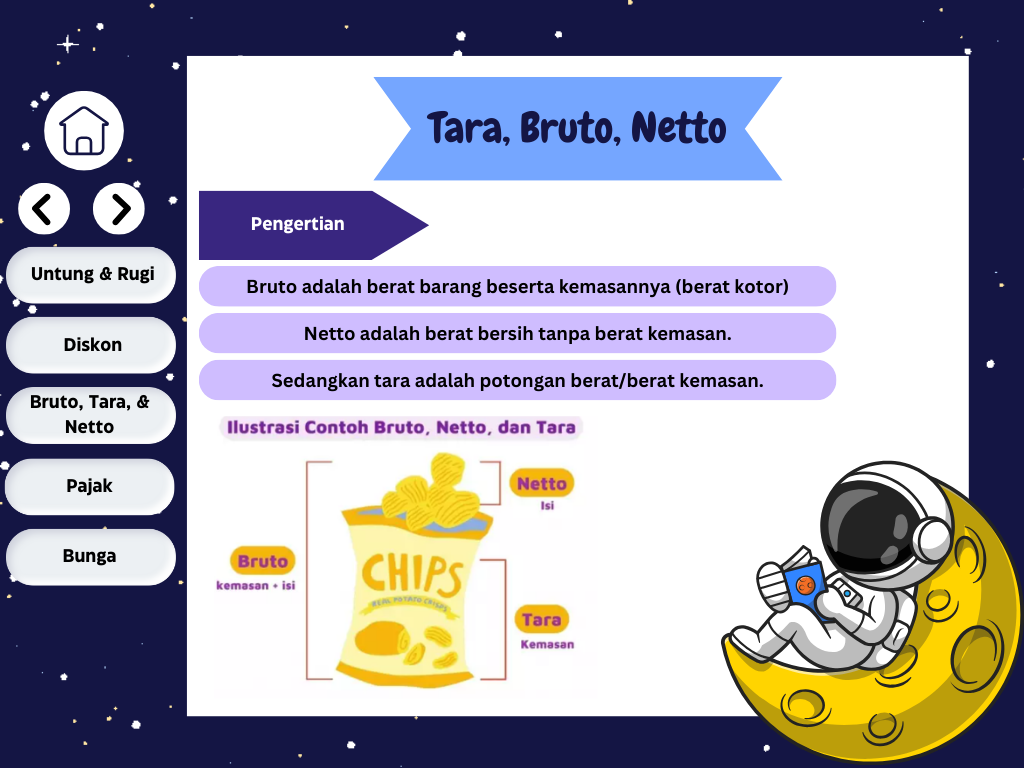 Tara, Bruto, Netto
Pengertian
Untung & Rugi
Diskon
Bruto, Tara, &
Netto
Pajak
Bunga
Bruto adalah berat barang beserta kemasannya (berat kotor)
Netto adalah berat bersih tanpa berat kemasan.
Sedangkan tara adalah potongan berat/berat kemasan.
Ilustrasi Contoh Bruto, Netto, dan Tara
Netto
Isi
Bruto
kemasan + isi
CHIPS
REAL POTATO CRISPS
Tara
Kemasan